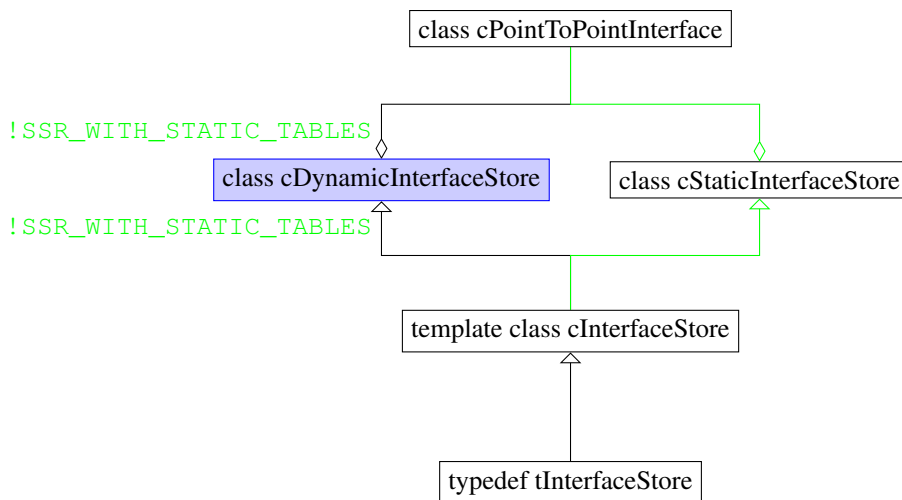 class cPointToPointInterface
!SSR_WITH_STATIC_TABLES
class cDynamicInterfaceStore
class cStaticInterfaceStore
!SSR_WITH_STATIC_TABLES
template class cInterfaceStore
typedef tInterfaceStore